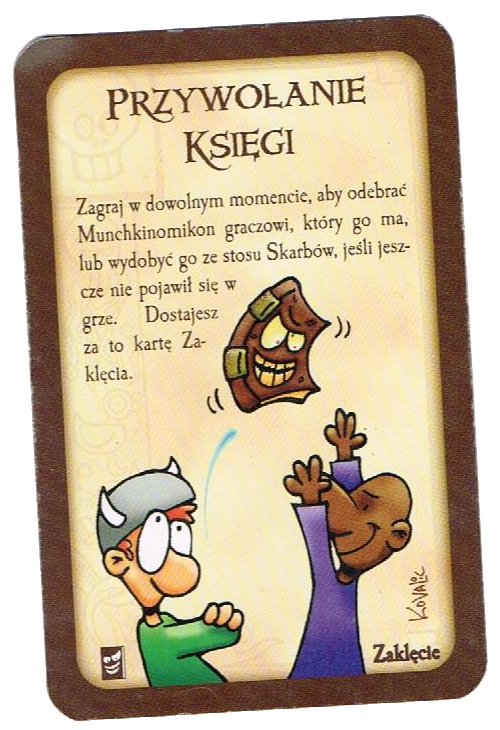 PRZYWOŁANIE
KSIĘGI
Zagraj w dowolnym momencie, aby odebrać
Munchkinomikon graczowi, który go ma,
lub wydobyć go ze stosu Skarbów, jeśli jesz-
cze nie pojawił się w
grze. Dostajesz
za to kartę Za-
klęcia.
KOVALIC
Zaklęcie